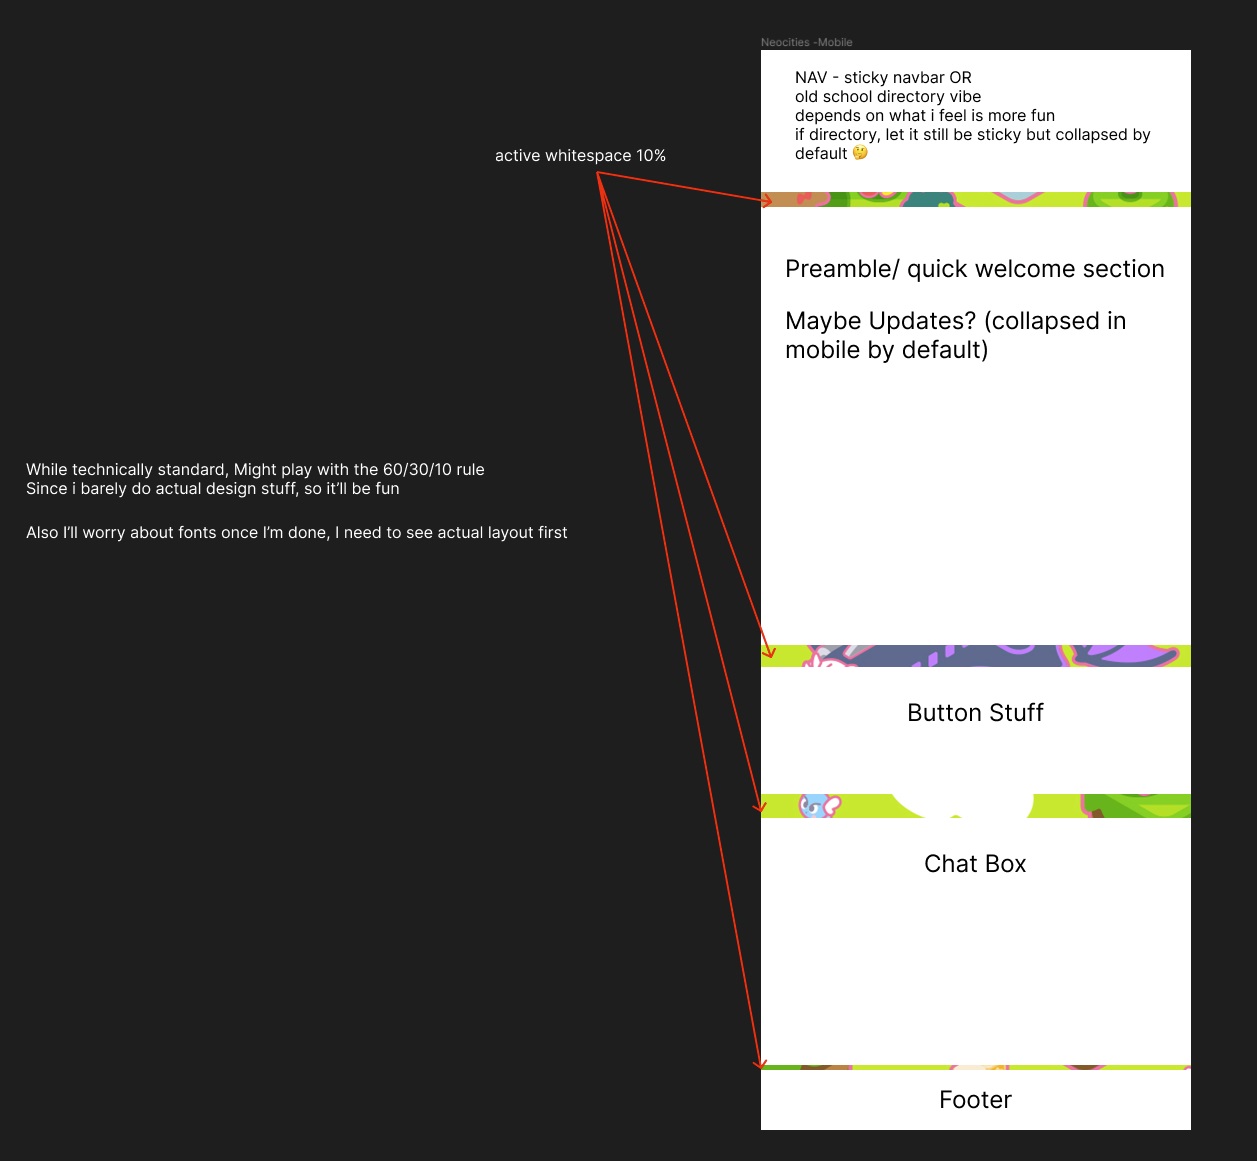 Neocities -Mobile
NAV - sticky navbar OR
old school directory vibe
depends on what i feel is more fun
if directory, let it still be sticky but collapsed by
default 🤔
active whitespace 10%
Preamble/ quick welcome section
Maybe Updates? (collapsed in
mobile by default)
While technically standard, Might play with the 60/30/10 rule
Since i barely do actual design stuff, so it’ll be fun
Also I’ll worry about fonts once I’m done, I need to see actual layout first
Button Stuff
Chat Box
Footer